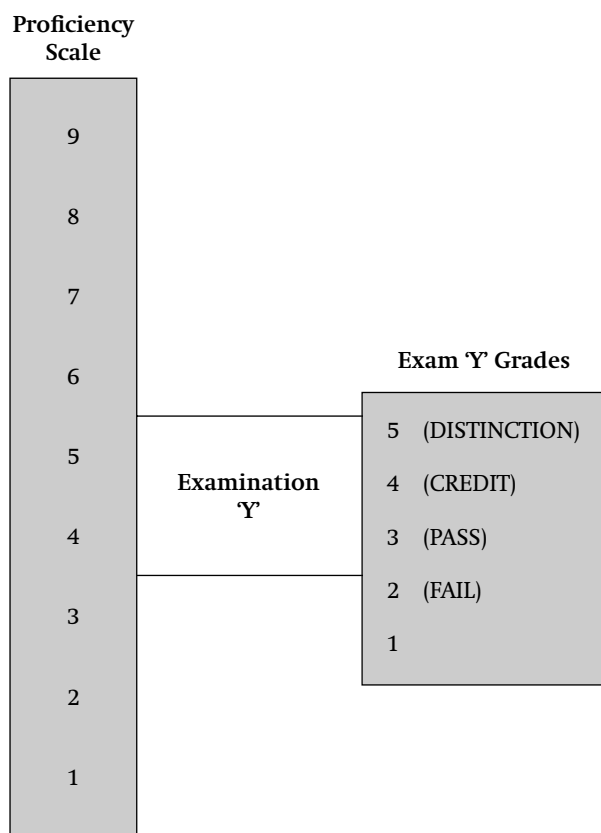 Proficiency
Scale
9
8
7
6
5
4
3
2
1
Examination
‘Y’
Exam ‘Y’ Grades
5 (DISTINCTION)
4 (CREDIT)
3 (PASS)
2 (FAIL)
1